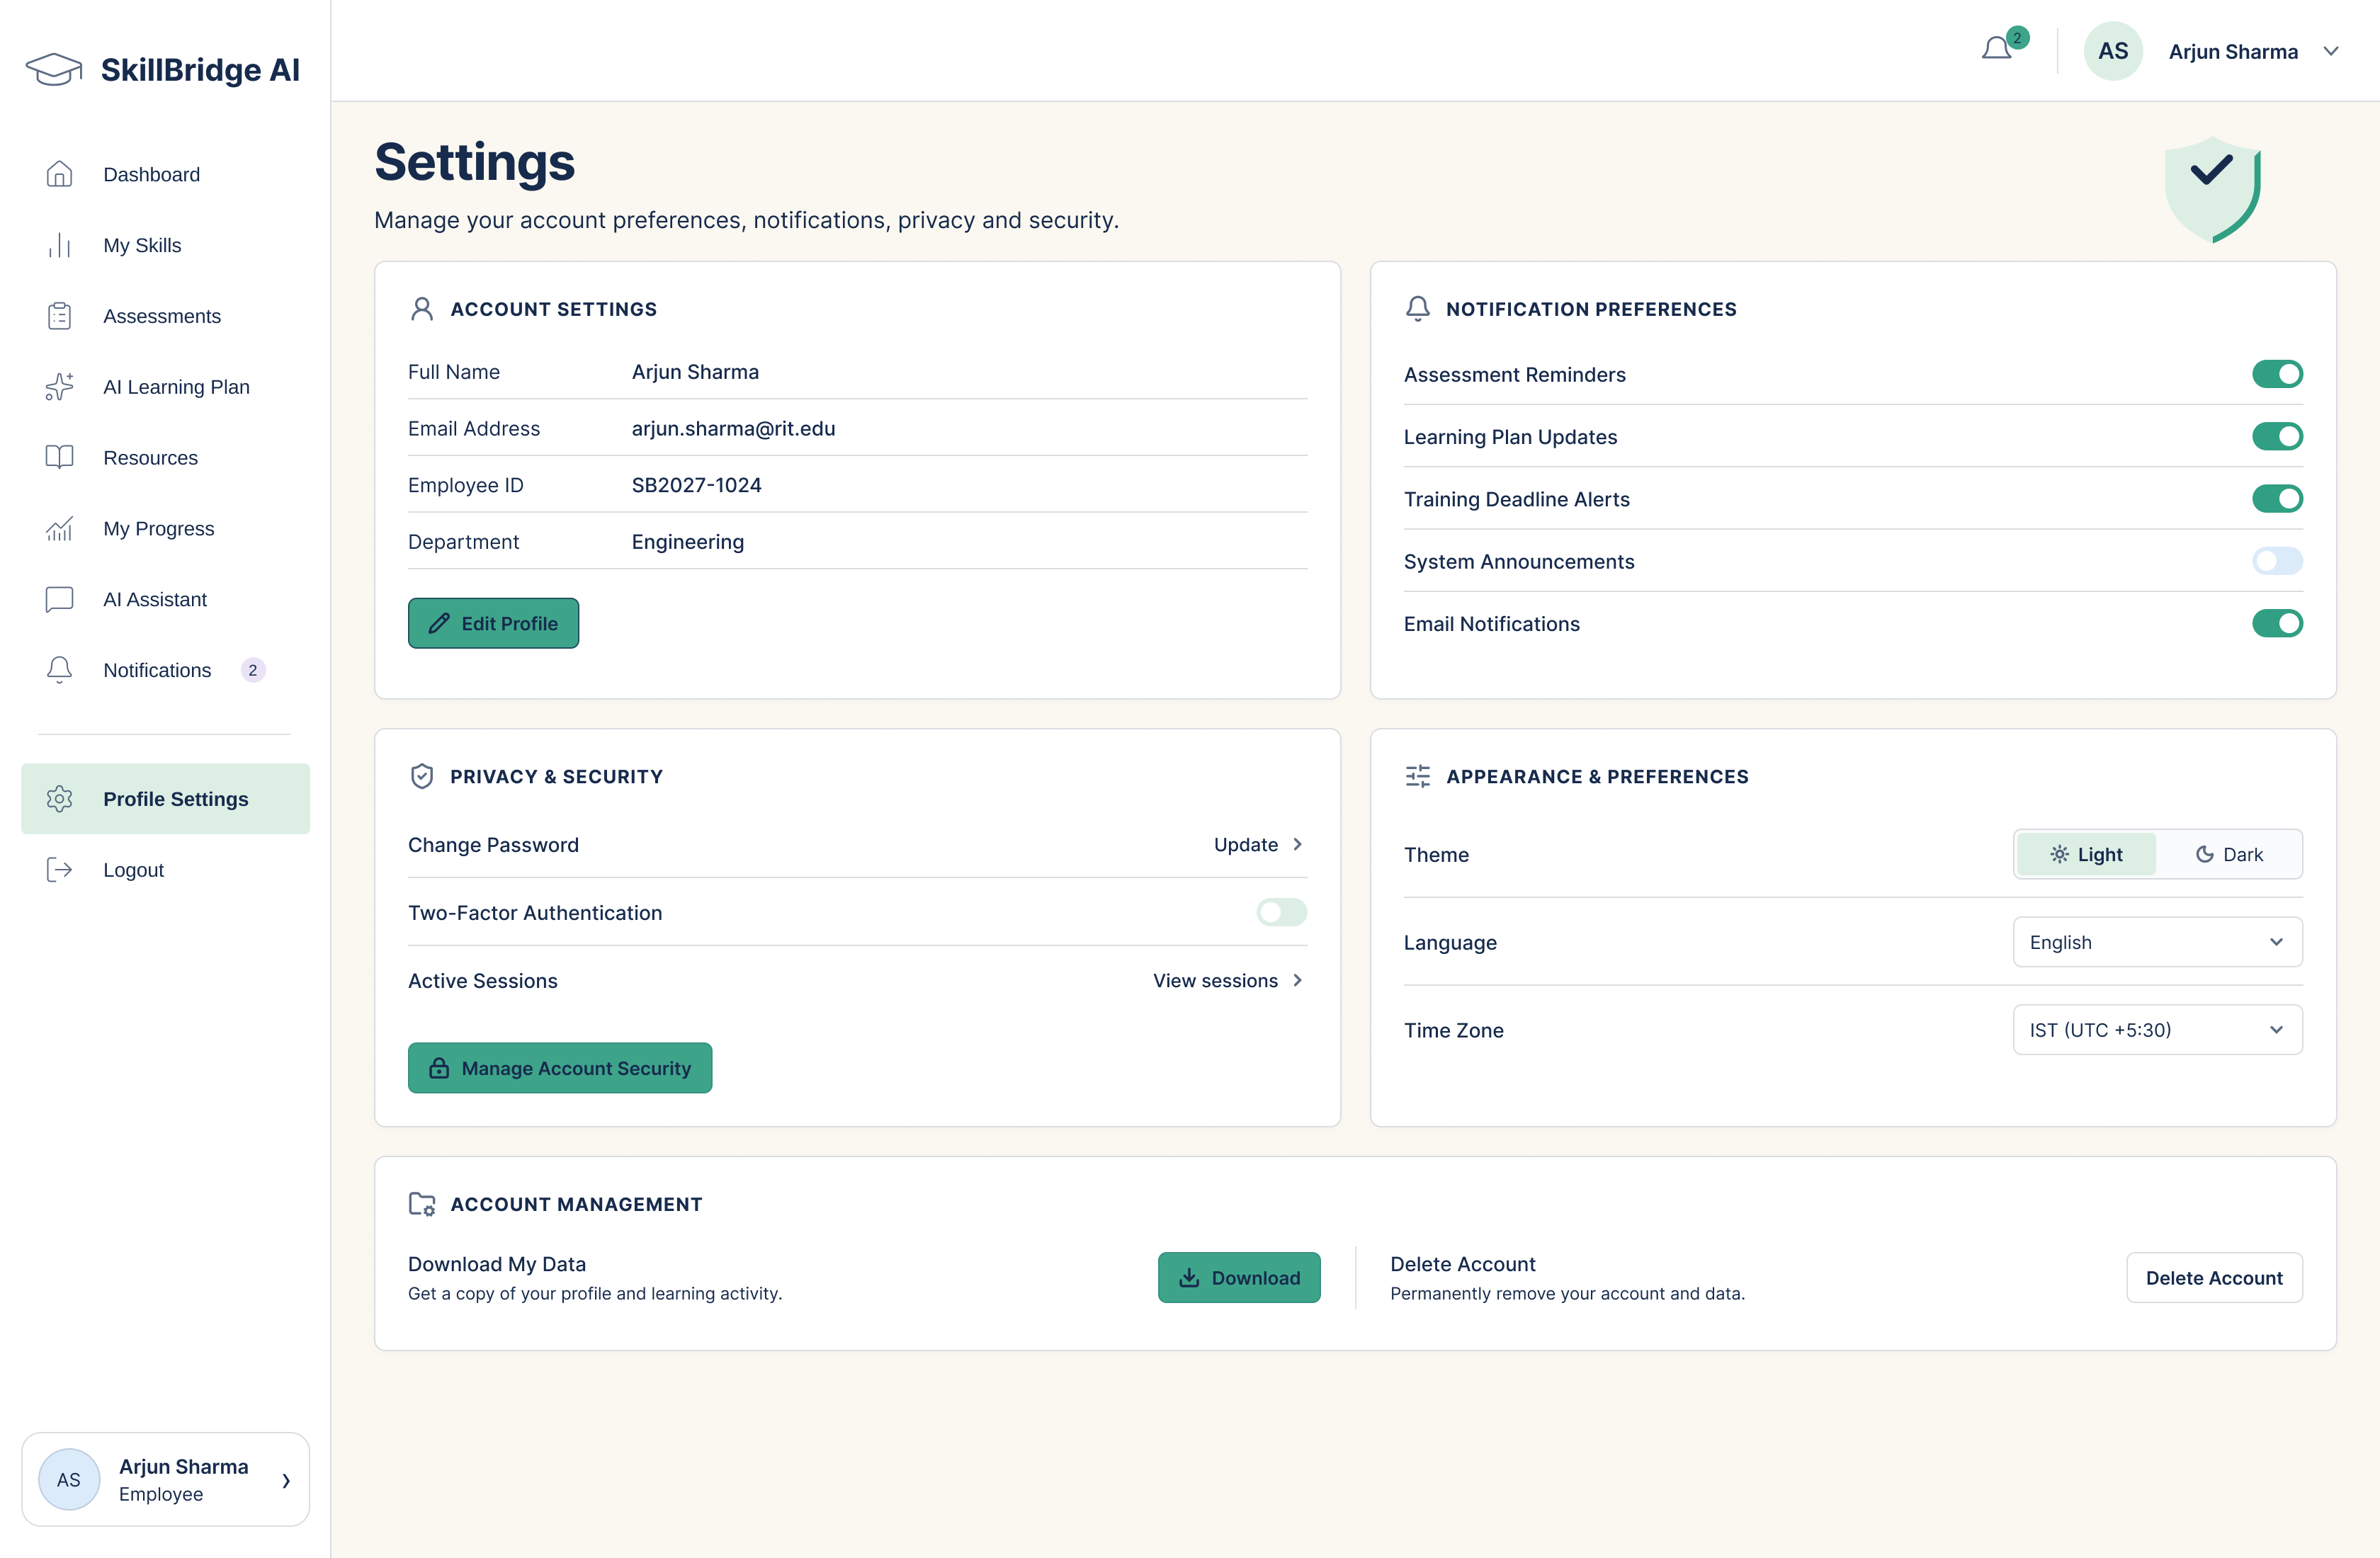 SkillBridge AI
Dashboard
My Skills
Assessments
AI Learning Plan
Resources
My Progress
AI Assistant
Notifications 2
Profile Settings
Logout
AS
Arjun Sharma
Employee
2
AS
Arjun Sharma
Settings
Manage your account preferences, notifications, privacy and security.
ACCOUNT SETTINGS
Full Name Arjun Sharma
Email Address arjun.sharma@rit.edu
Employee ID SB2027-1024
Department Engineering
Edit Profile
NOTIFICATION PREFERENCES
Assessment Reminders
Learning Plan Updates
Training Deadline Alerts
System Announcements
Email Notifications
PRIVACY & SECURITY
Change Password Update
Two-Factor Authentication
Active Sessions View sessions
Manage Account Security
APPEARANCE & PREFERENCES
Theme Light Dark
Language English
Time Zone IST (UTC +5:30)
ACCOUNT MANAGEMENT
Download My Data
Get a copy of your profile and learning activity.
Download
Delete Account
Permanently remove your account and data.
Delete Account